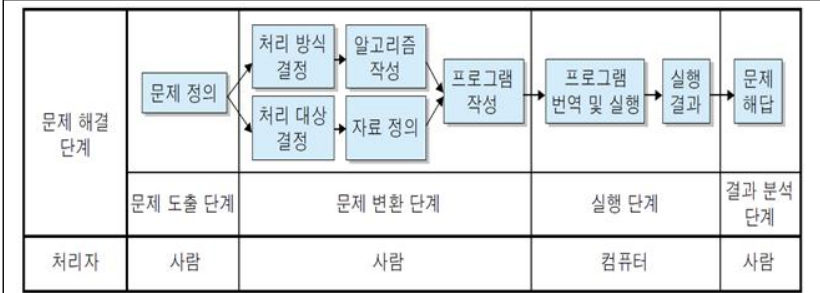 문제 해결
단계
문제 정의
처리 방식
결정
알고리즘
작성
처리 대상
결정
자료 정의
프로그램
작성
프로그램
번역 및 실행
실행
결과
문제
해답
문제 도출 단계
문제 변환 단계
실행 단계
결과 분석
단계
처리자
사람
사람
컴퓨터
사람